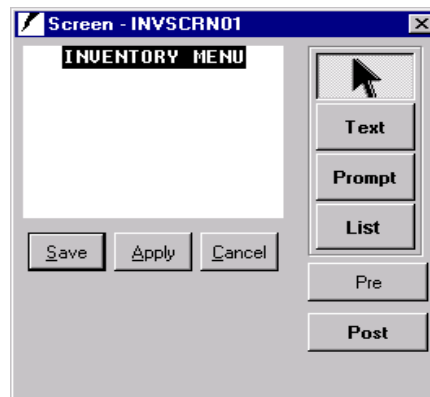 Screen - INVSCRN01
INVENTORY MENU
Text
Prompt
List
Save Apply Cancel
Pre
Post